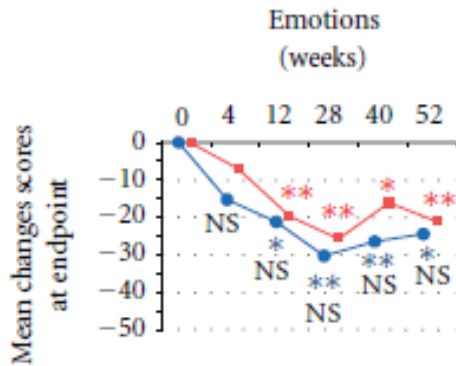 Emotions
(weeks)
0 4 12 28 40 52
Mean changes scores
at endpoint
0
−10
−20
−30
−40
−50
** ** * **
NS
*
NS
**
NS
**
NS
*
NS